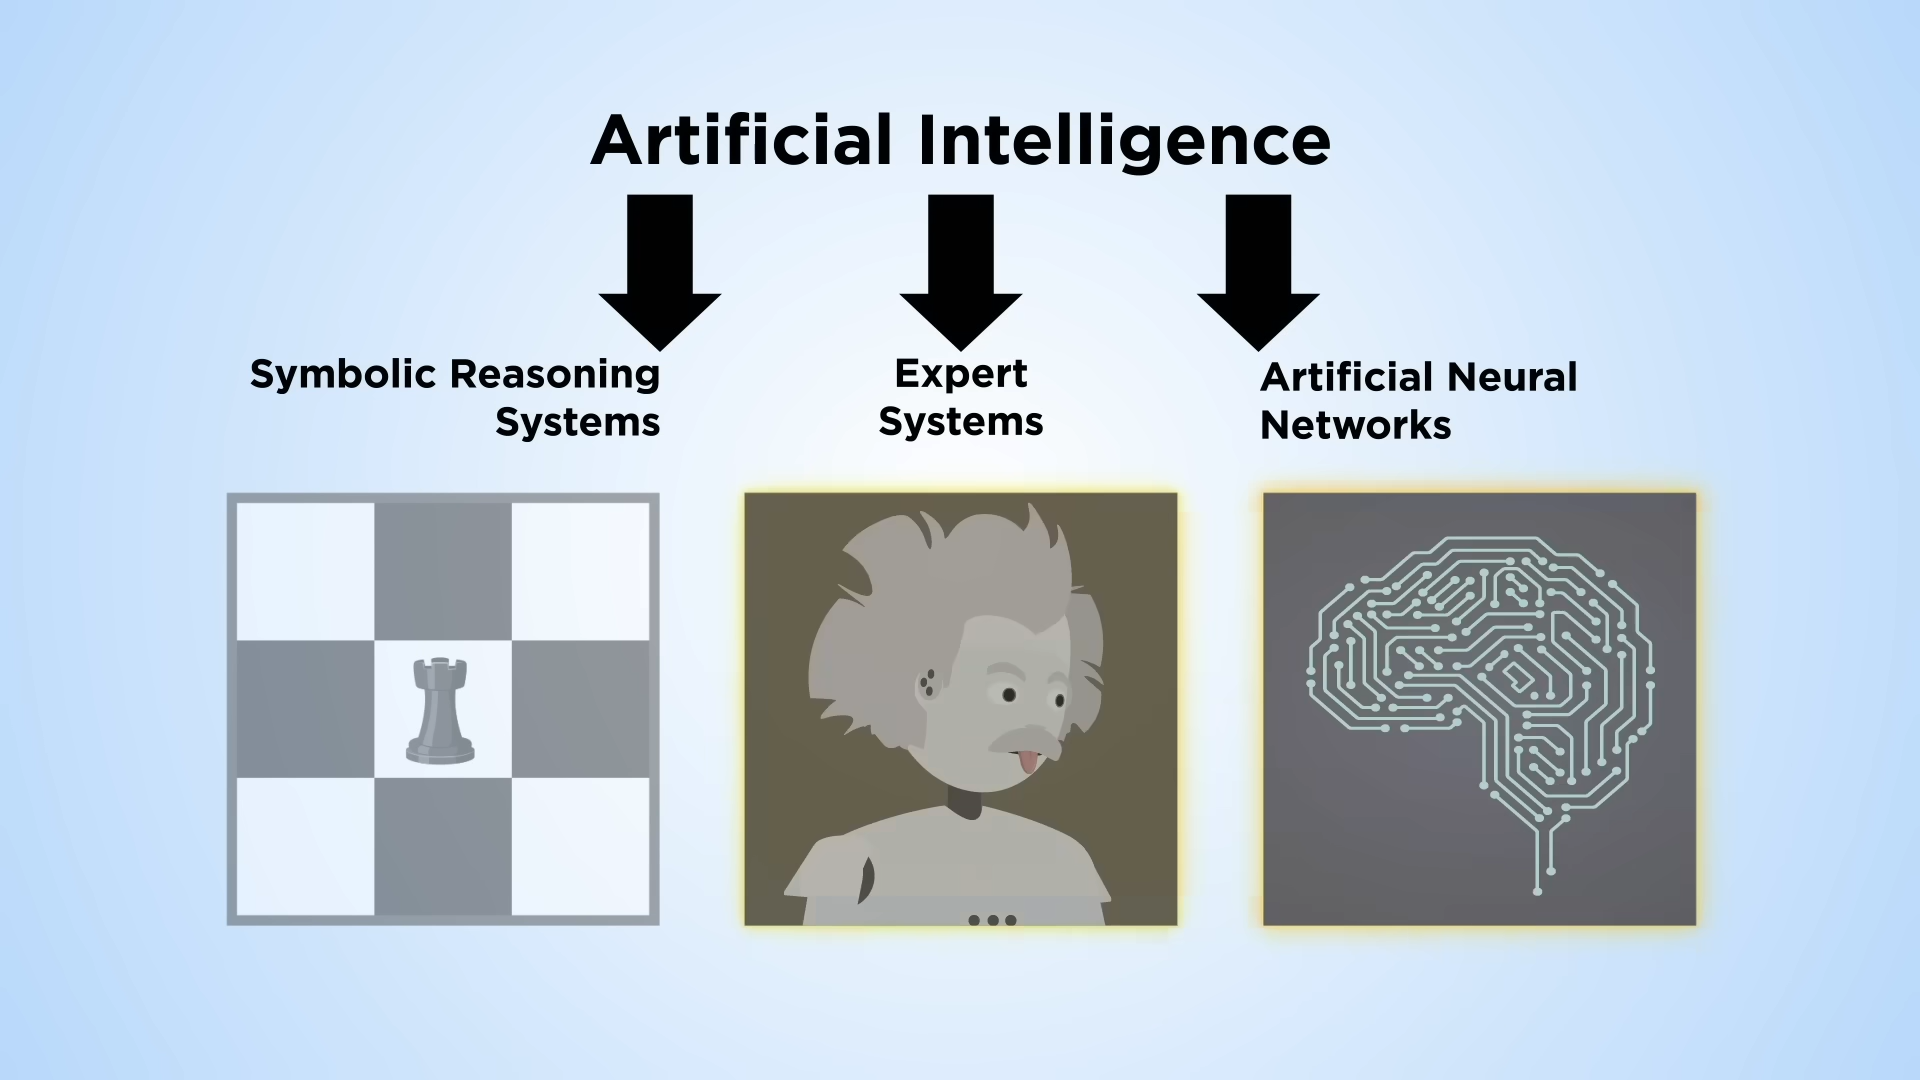 Artificial Intelligence
Symbolic Reasoning
Systems
Expert
Systems
Artificial Neural
Networks